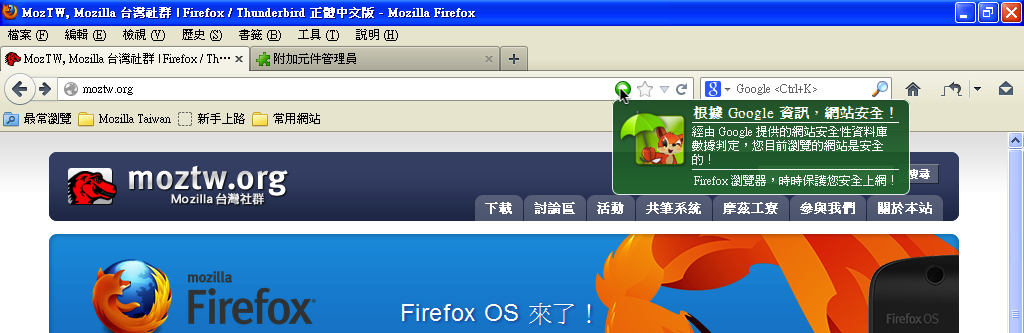 MozTW, Mozilla 台灣社群 | Firefox / Thunderbird 正體中文版 - Mozilla Firefox
檔案 (F) 編輯 (E) 檢視 (V) 歷史 (S) 書籤 (B) 工具 (T) 說明 (H)
MozTW, Mozilla 台灣社群 | Firefox / Th… 附加元件管理員
moztw.org Google <Ctrl+K>
最常瀏覽 Mozilla Taiwan 新手上路 常用網站
根據 Google 資訊，網站安全！
經由 Google 提供的網站安全性資料庫
數據判定，您目前瀏覽的網站是安全
的！
Firefox 瀏覽器，時時保護您安全上網！
搜尋
moztw.org
Mozilla 台灣社群
下載 討論區 活動 共筆系統 摩茲工寮 參與我們 關於本站
mozilla
Firefox
Firefox OS 來了！
Firefox OS